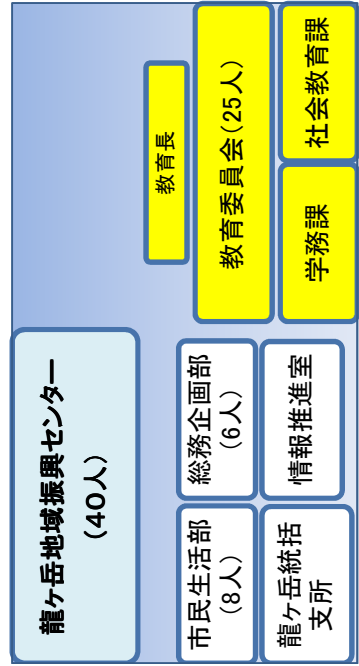 龍ヶ岳地域振興センター
(40人)
市民生活部
(8人)
総務企画部
(6人)
龍ヶ岳統括
支所
情報推進室
教育長
教育委員会(25人)
学務課
社会教育課